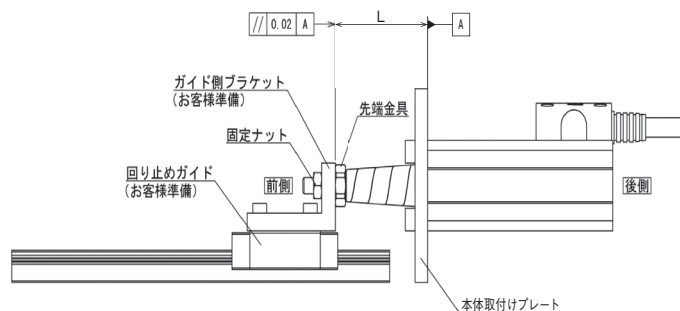 // 0.02 A
L
A
ガイド側ブラケット
(お客様準備)
先端金具
固定ナット
回り止めガイド
(お客様準備)
前側
後側
本体取付けプレート